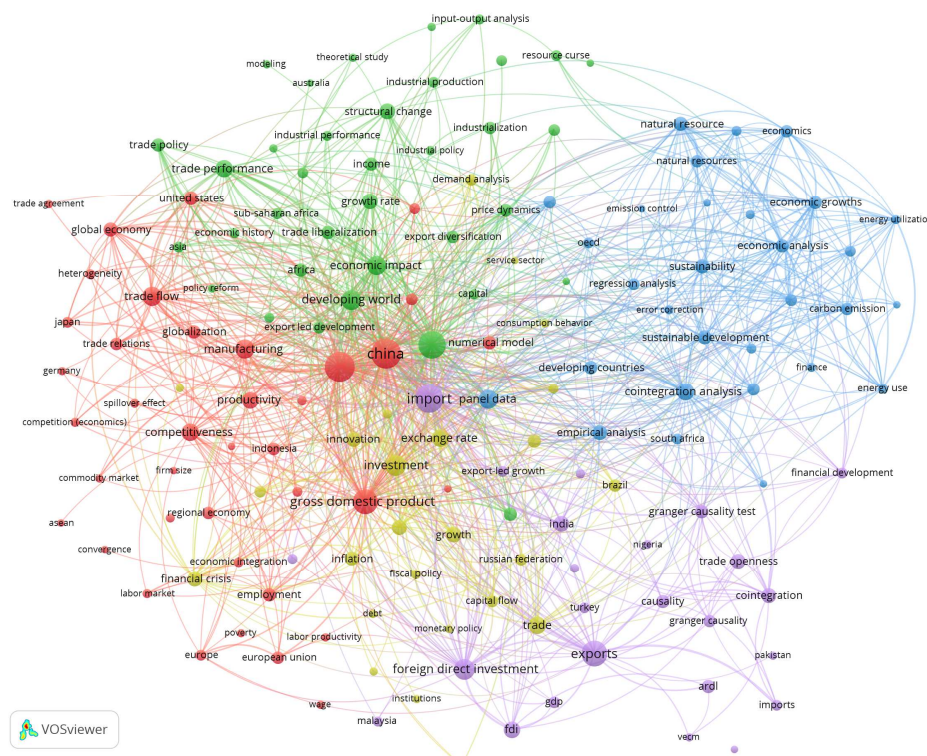 input-output analysis
theoretical study
resource curse
modeling
australia
industrial production
structural change
industrialization
natural resource
economics
industrial performance
trade policy
industrial policy
income
natural resources
trade performance
demand analysis
united states
growth rate
economic growths
trade agreement
sub-saharan africa
price dynamics
emission control
energy utilizatio
global economy
economic history
trade liberalization
export diversification
oecd
asia
economic analysis
service sector
heterogeneity
africa
economic impact
sustainability
policy reform
regression analysis
trade flow
developing world
capital
error correction
carbon emission
japan
export led development
consumption behavior
globalization
sustainable development
trade relations
manufacturing
china
numerical model
germany
developing countries
finance
energy use
spillover effect
productivity
import
panel data
cointegration analysis
competition (economics)
competitiveness
innovation
exchange rate
empirical analysis
south africa
indonesia
commodity market
firm size
investment
export-led growth
financial development
brazil
gross domestic product
asean
regional economy
india
granger causality test
growth
convergence
nigeria
economic integration
inflation
russian federation
trade openness
financial crisis
fiscal policy
labor market
employment
capital flow
causality
cointegration
debt
turkey
poverty
labor productivity
monetary policy
trade
granger causality
europe
european union
exports
pakistan
foreign direct investment
ardl
institutions
wage
gdp
imports
malaysia
fdi
vecm
VOSviewer